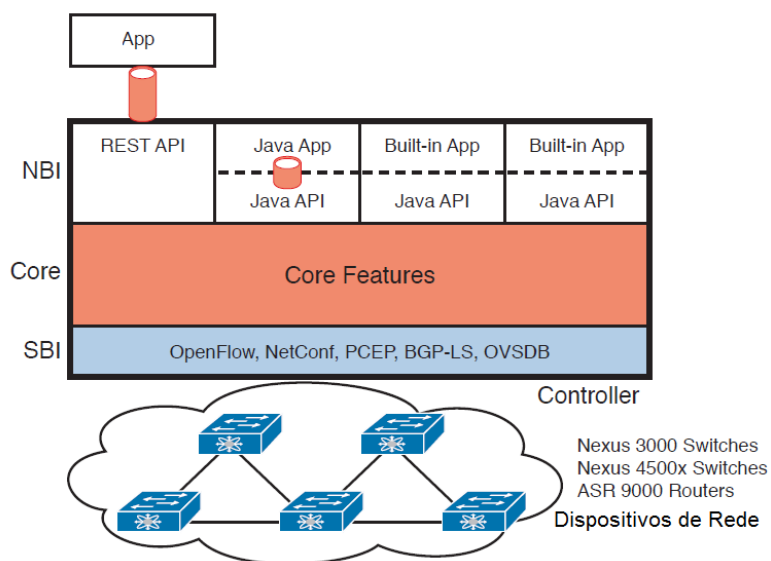 App
REST API
Java App
Built-in App
Built-in App
NBI
Java API
Java API
Java API
Core
Core Features
SBI
OpenFlow, NetConf, PCEP, BGP-LS, OVSDB
Controller
Nexus 3000 Switches
Nexus 4500x Switches
ASR 9000 Routers
Dispositivos de Rede